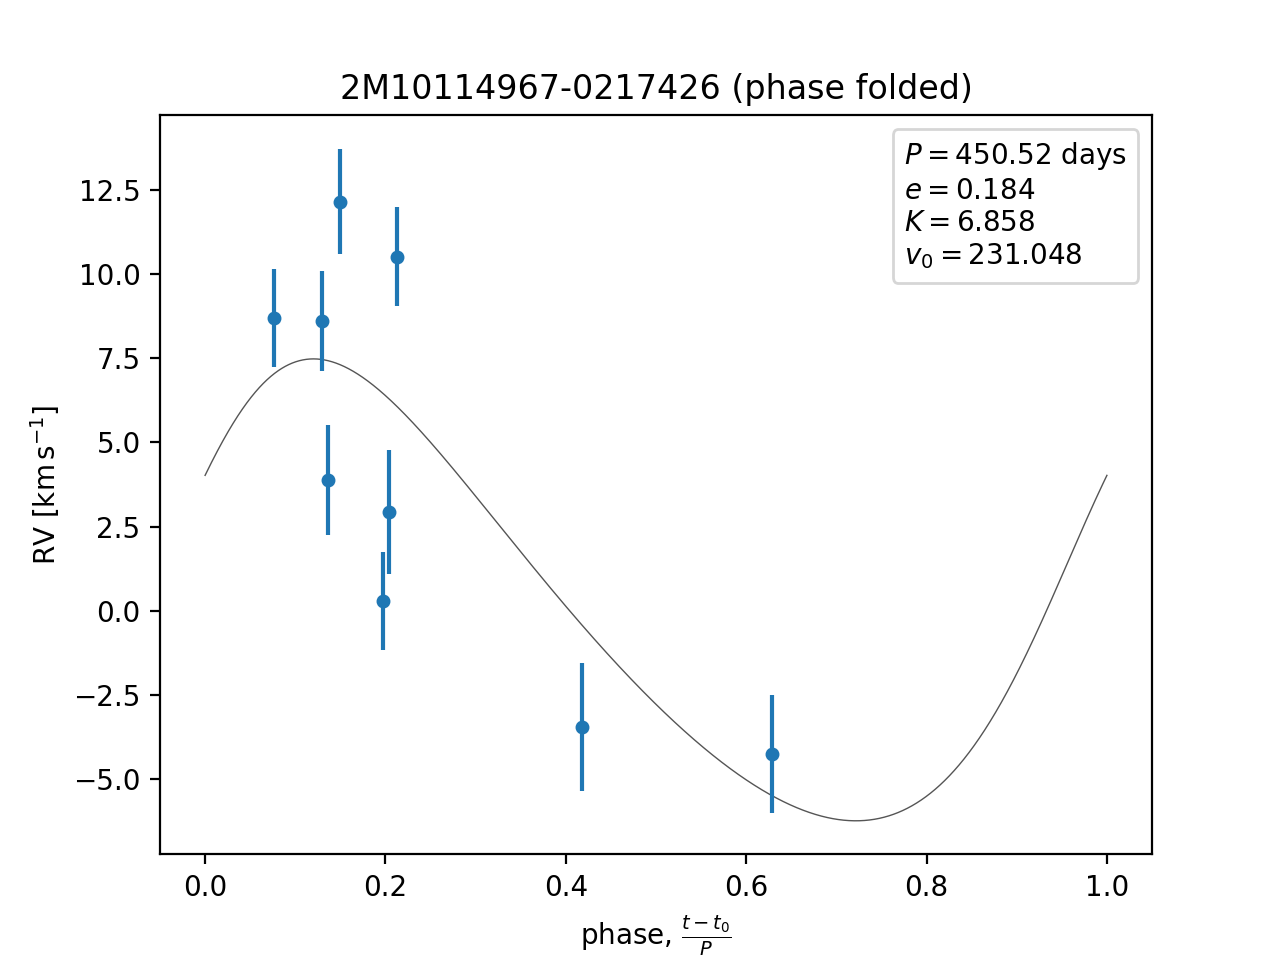 2M10114967-0217426 (phase folded)
P = 450.52 days
e = 0.184
K = 6.858
v₀ = 231.048
12.5
10.0
7.5
5.0
2.5
0.0
−2.5
−5.0
RV [km s⁻¹]
0.0 0.2 0.4 0.6 0.8 1.0
phase, (t − t₀)/P